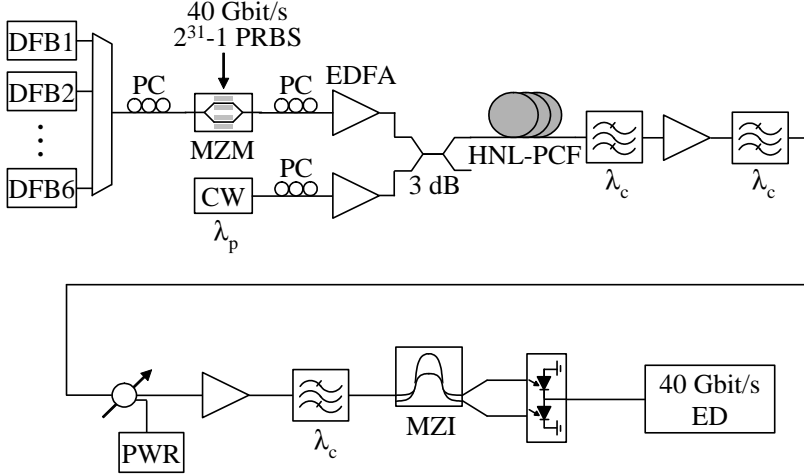 40 Gbit/s
2³¹-1 PRBS
DFB1
DFB2
DFB6
PC
MZM
PC
EDFA
CW
λp
PC
3 dB
HNL-PCF
λc
λc
PWR
λc
MZI
40 Gbit/s
ED